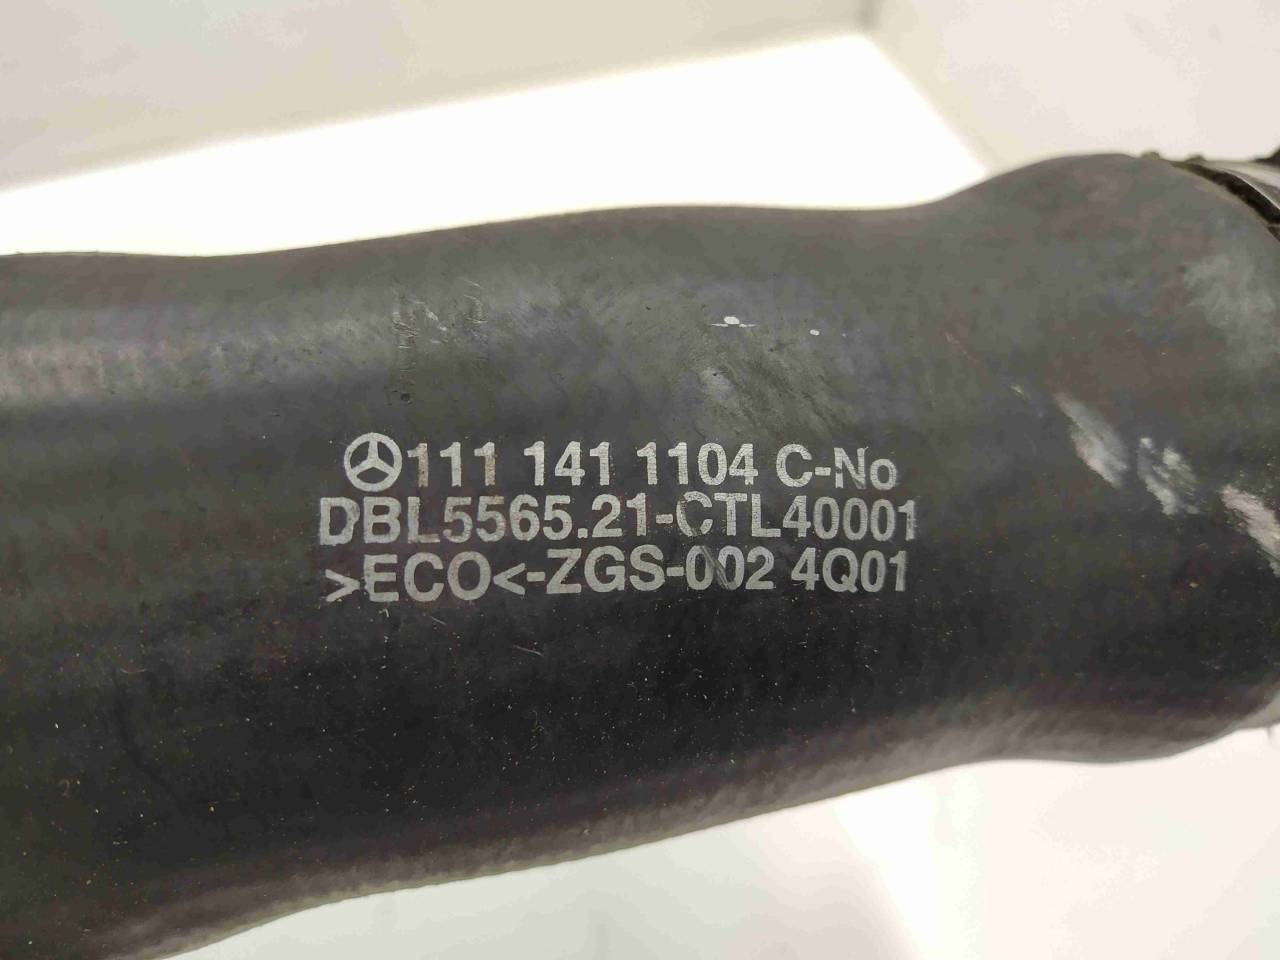 111 141 1104 C-No
DBL5565.21-CTL40001
>ECO<-ZGS-002 4Q01